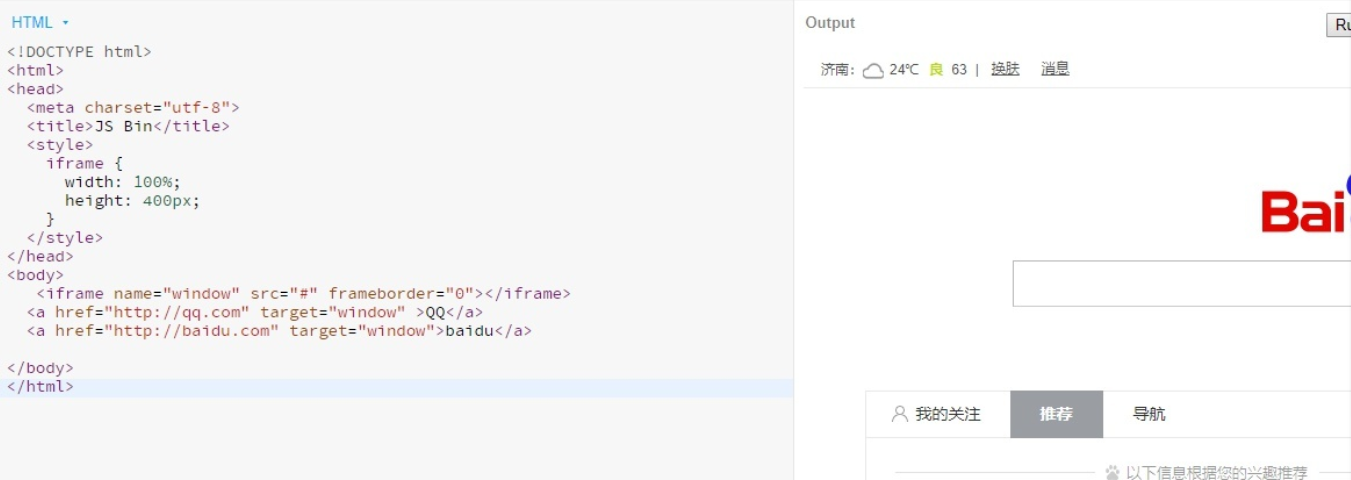 HTML
<!DOCTYPE html>
<html>
<head>
  <meta charset="utf-8">
  <title>JS Bin</title>
  <style>
    iframe {
      width: 100%;
      height: 400px;
    }
  </style>
</head>
<body>
   <iframe name="window" src="#" frameborder="0"></iframe>
  <a href="http://qq.com" target="window" >QQ</a>
  <a href="http://baidu.com" target="window">baidu</a>
</body>
</html>
Output
Ru
济南: 24℃ 良 63 | 换肤 消息
Bai
我的关注 推荐 导航
以下信息根据您的兴趣推荐